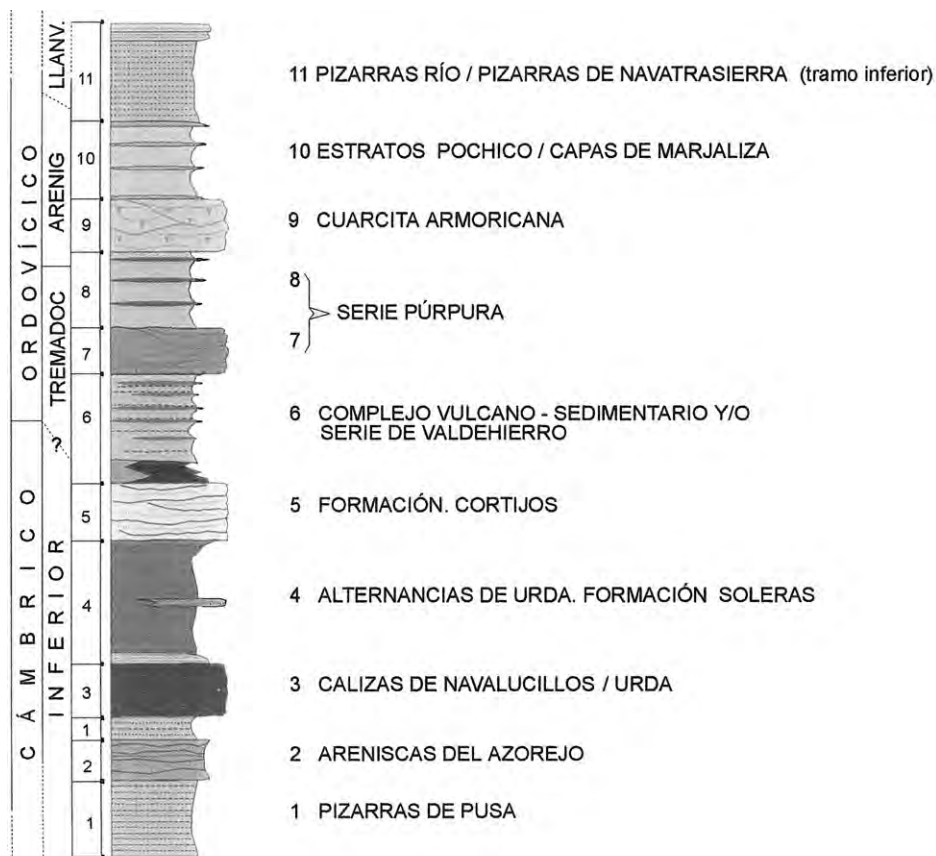 LLANV.
ARENIG
TREMADOC
?
INFERIOR
ORDOVÍCICO
CÁMBRICO
11
10
9
8
7
6
5
4
3
1
2
1
11 PIZARRAS RÍO / PIZARRAS DE NAVATRASIERRA (tramo inferior)
10 ESTRATOS POCHICO / CAPAS DE MARJALIZA
9 CUARCITA ARMORICANA
8
SERIE PÚRPURA
7
6 COMPLEJO VULCANO - SEDIMENTARIO Y/O
SERIE DE VALDEHIERRO
5 FORMACIÓN. CORTIJOS
4 ALTERNANCIAS DE URDA. FORMACIÓN SOLERAS
3 CALIZAS DE NAVALUCILLOS / URDA
2 ARENISCAS DEL AZOREJO
1 PIZARRAS DE PUSA